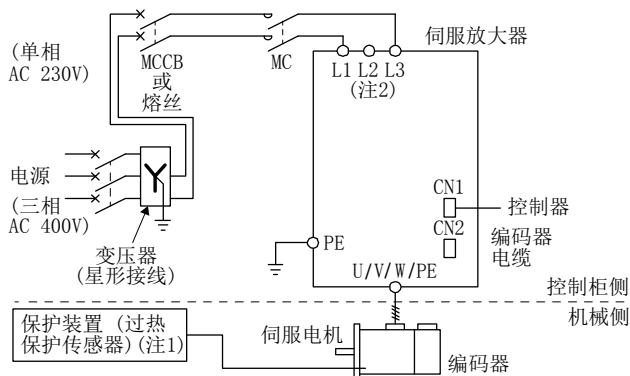 (单相
AC 230V)
MCCB
或
熔丝
MC
伺服放大器
L1 L2 L3
(注2)
电源
(三相
AC 400V)
变压器
(星形接线)
PE
CN1
控制器
CN2
编码器
电缆
U/V/W/PE
控制柜侧
机械侧
保护装置 (过热
保护传感器)(注1)
伺服电机
编码器